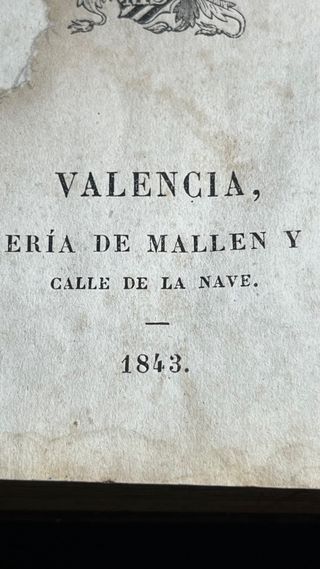 VALENCIA,
ERÍA DE MALLEN Y
CALLE DE LA NAVE.
1843.